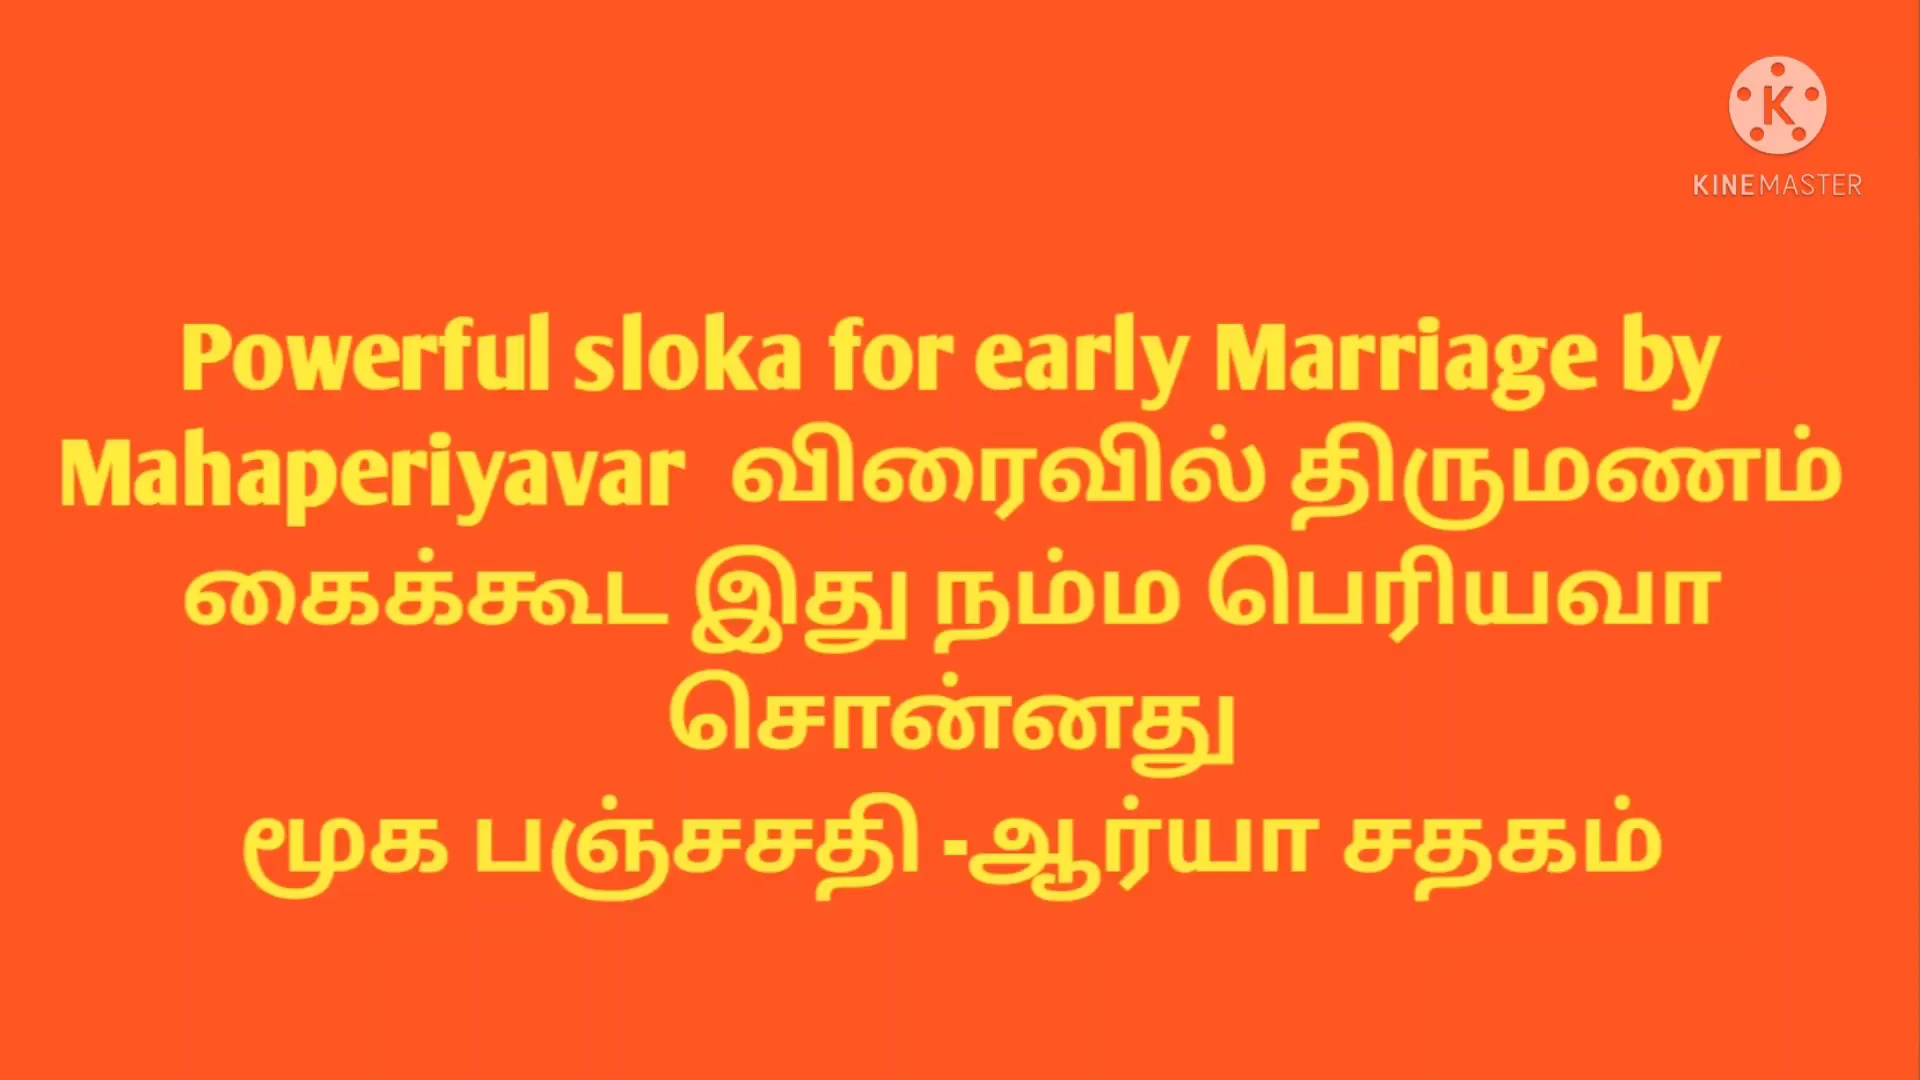 KINEMASTER
Powerful sloka for early Marriage by
Mahaperiyavar விரைவில் திருமணம்
கைக்கூட இது நம்ம பெரியவா
சொன்னது
மூக பஞ்சசதி -ஆர்யா சதகம்